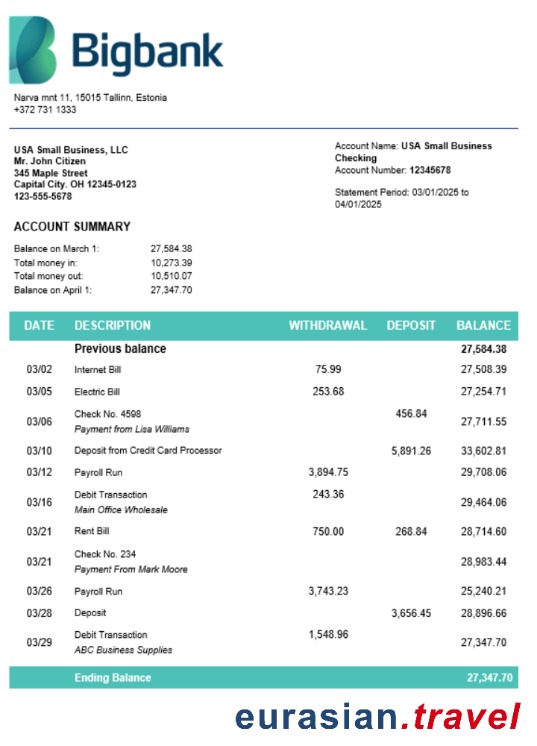 Bigbank
Narva mnt 11, 15015 Tallinn, Estonia
+372 731 1333
USA Small Business, LLC
Mr. John Citizen
345 Maple Street
Capital City. OH 12345-0123
123-555-5678
Account Name: USA Small Business
Checking
Account Number: 12345678
Statement Period: 03/01/2025 to
04/01/2025
ACCOUNT SUMMARY
Balance on March 1: 27,584.38
Total money in: 10,273.39
Total money out: 10,510.07
Balance on April 1: 27,347.70
DATE DESCRIPTION WITHDRAWAL DEPOSIT BALANCE
Previous balance 27,584.38
03/02 Internet Bill 75.99 27,508.39
03/05 Electric Bill 253.68 27,254.71
03/06 Check No. 4598 456.84 27,711.55
Payment from Lisa Williams
03/10 Deposit from Credit Card Processor 5,891.26 33,602.81
03/12 Payroll Run 3,894.75 29,708.06
03/16 Debit Transaction 243.36 29,464.06
Main Office Wholesale
03/21 Rent Bill 750.00 268.84 28,714.60
03/21 Check No. 234 28,983.44
Payment From Mark Moore
03/26 Payroll Run 3,743.23 25,240.21
03/28 Deposit 3,656.45 28,896.66
03/29 Debit Transaction 1,548.96 27,347.70
ABC Business Supplies
Ending Balance 27,347.70
eurasian.travel